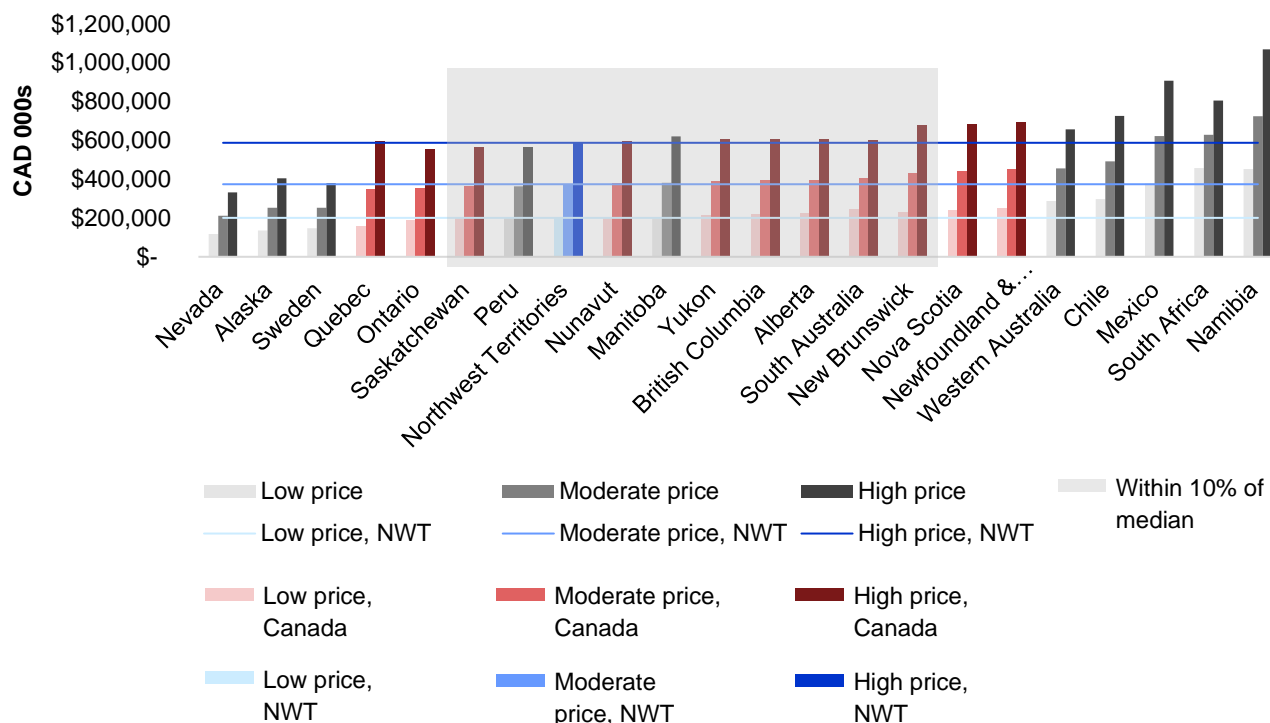 $1,200,000
$1,000,000
$800,000
$600,000
$400,000
$200,000
$-
CAD 000s
Nevada
Alaska
Sweden
Quebec
Ontario
Saskatchewan
Peru
Northwest Territories
Nunavut
Manitoba
Yukon
British Columbia
Alberta
South Australia
New Brunswick
Nova Scotia
Newfoundland &…
Western Australia
Chile
Mexico
South Africa
Namibia
Low price
Moderate price
High price
Within 10% of
median
Low price, NWT
Moderate price, NWT
High price, NWT
Low price,
Canada
Moderate price,
Canada
High price,
Canada
Low price,
NWT
Moderate
price, NWT
High price,
NWT